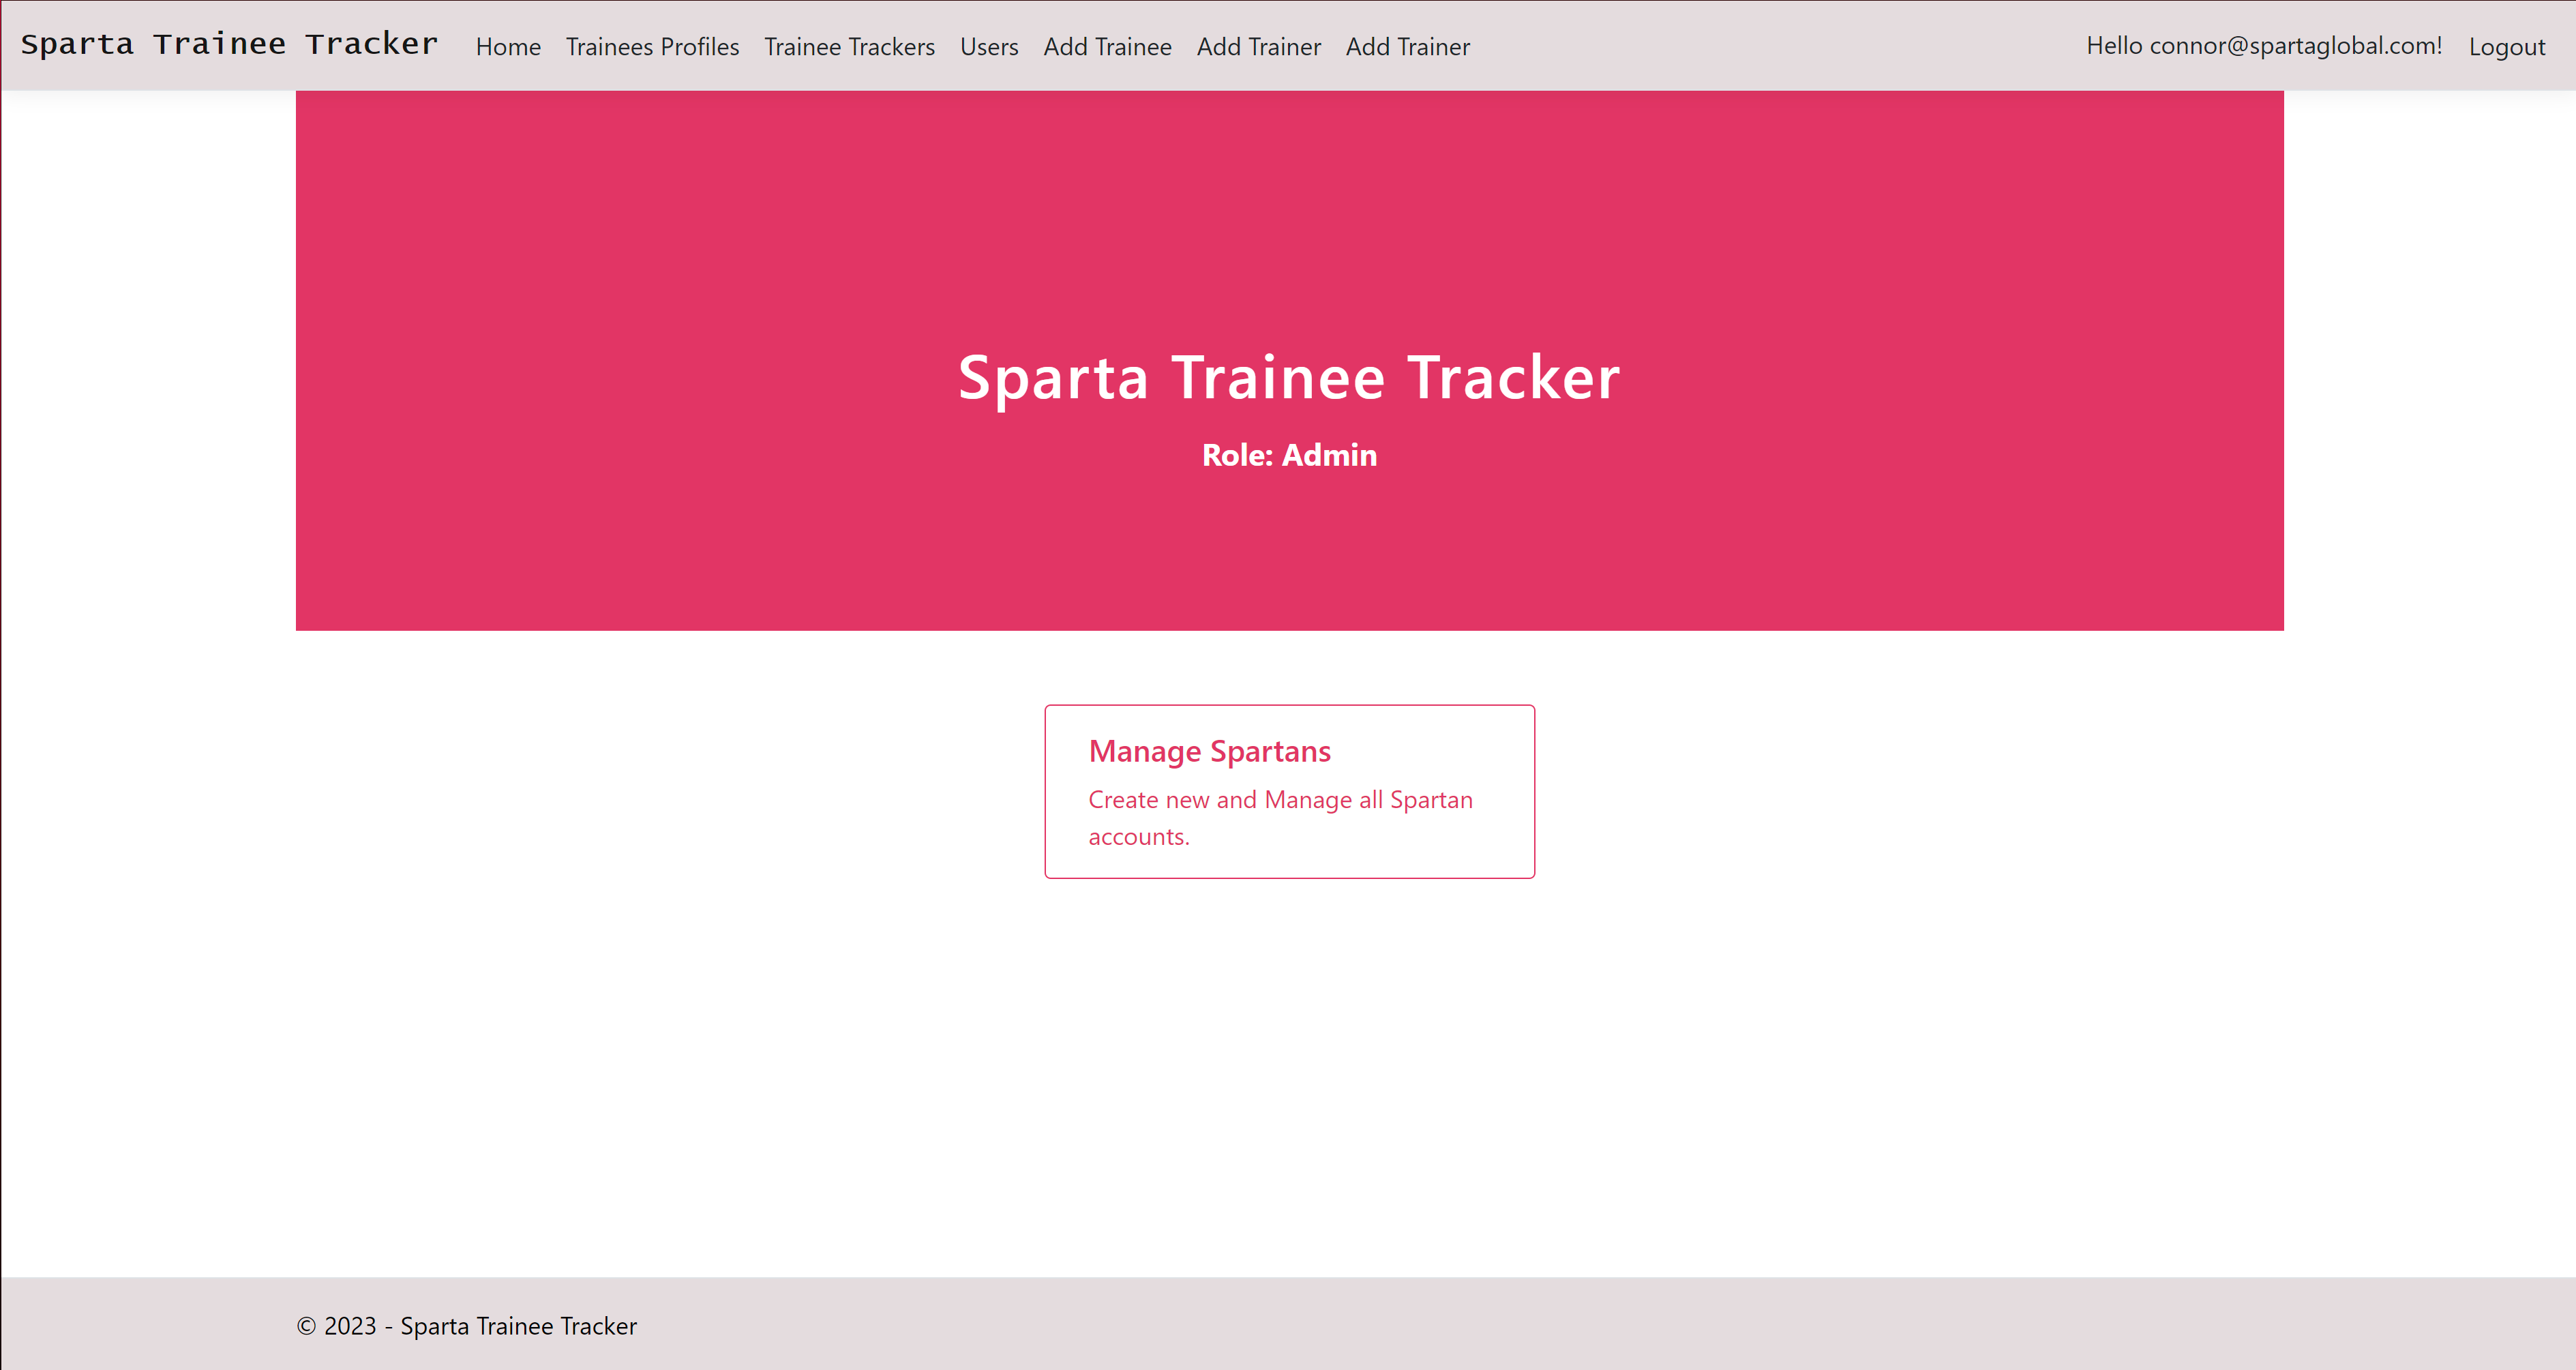 Sparta Trainee Tracker Home Trainees Profiles Trainee Trackers Users Add Trainee Add Trainer Add Trainer Hello connor@spartaglobal.com! Logout
Sparta Trainee Tracker
Role: Admin
Manage Spartans
Create new and Manage all Spartan
accounts.
© 2023 - Sparta Trainee Tracker